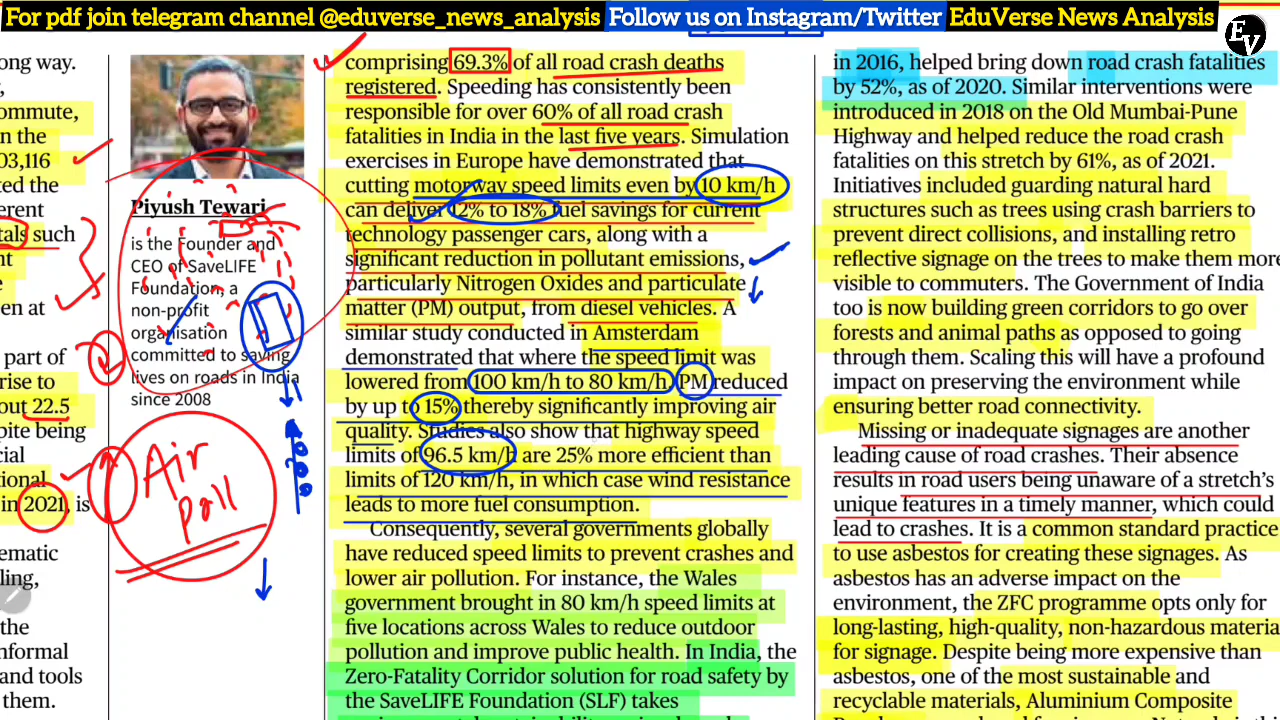 For pdf join telegram channel @eduverse_news_analysis Follow us on Instagram/Twitter EduVerse News Analysis
EV
ong way.
ommute,
n the
03,116
ted the
erent
tals such
nt
e
en at
part of
rise to
out 22.5
pite being
cial
tional
in 2021, is
ematic
ling,
the
nformal
and tools
them.
Piyush Tewari
is the Founder and
CEO of SaveLIFE
Foundation, a
non-profit
organisation
committed to saving
lives on roads in India
since 2008
Air
Poll
comprising 69.3% of all road crash deaths
registered. Speeding has consistently been
responsible for over 60% of all road crash
fatalities in India in the last five years. Simulation
exercises in Europe have demonstrated that
cutting motorway speed limits even by 10 km/h
can deliver 12% to 18% fuel savings for current
technology passenger cars, along with a
significant reduction in pollutant emissions,
particularly Nitrogen Oxides and particulate
matter (PM) output, from diesel vehicles. A
similar study conducted in Amsterdam
demonstrated that where the speed limit was
lowered from 100 km/h to 80 km/h, PM reduced
by up to 15% thereby significantly improving air
quality. Studies also show that highway speed
limits of 96.5 km/h are 25% more efficient than
limits of 120 km/h, in which case wind resistance
leads to more fuel consumption.
Consequently, several governments globally
have reduced speed limits to prevent crashes and
lower air pollution. For instance, the Wales
government brought in 80 km/h speed limits at
five locations across Wales to reduce outdoor
pollution and improve public health. In India, the
Zero-Fatality Corridor solution for road safety by
the SaveLIFE Foundation (SLF) takes
in 2016, helped bring down road crash fatalities
by 52%, as of 2020. Similar interventions were
introduced in 2018 on the Old Mumbai-Pune
Highway and helped reduce the road crash
fatalities on this stretch by 61%, as of 2021.
Initiatives included guarding natural hard
structures such as trees using crash barriers to
prevent direct collisions, and installing retro
reflective signage on the trees to make them more
visible to commuters. The Government of India
too is now building green corridors to go over
forests and animal paths as opposed to going
through them. Scaling this will have a profound
impact on preserving the environment while
ensuring better road connectivity.
Missing or inadequate signages are another
leading cause of road crashes. Their absence
results in road users being unaware of a stretch's
unique features in a timely manner, which could
lead to crashes. It is a common standard practice
to use asbestos for creating these signages. As
asbestos has an adverse impact on the
environment, the ZFC programme opts only for
long-lasting, high-quality, non-hazardous materia
for signage. Despite being more expensive than
asbestos, one of the most sustainable and
recyclable materials, Aluminium Composite